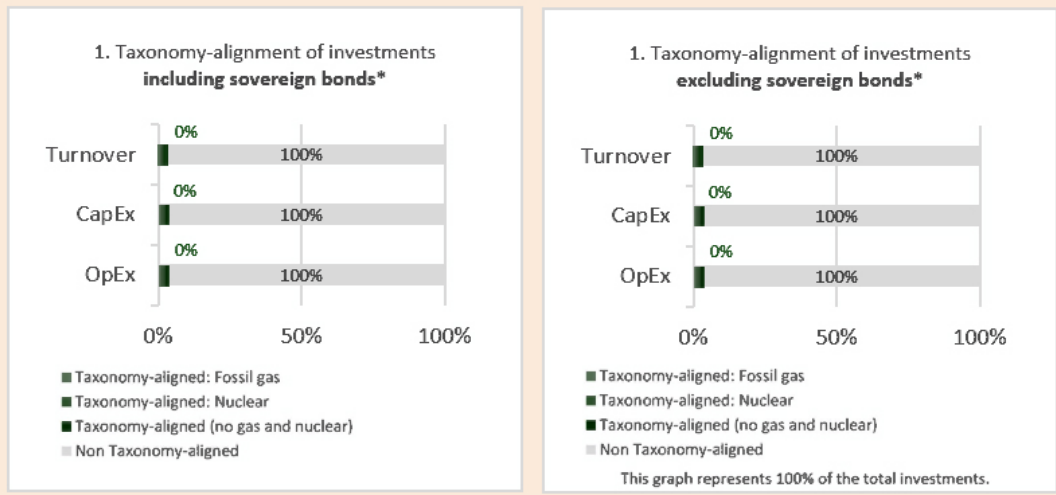 1. Taxonomy-alignment of investments
including sovereign bonds*
0%
Turnover
100%
0%
CapEx
100%
0%
OpEx
100%
0%
50%
100%
Taxonomy-aligned: Fossil gas
Taxonomy-aligned: Nuclear
Taxonomy-aligned (no gas and nuclear)
Non Taxonomy-aligned
1. Taxonomy-alignment of investments
excluding sovereign bonds*
0%
Turnover
100%
0%
CapEx
100%
0%
OpEx
100%
0%
50%
100%
Taxonomy-aligned: Fossil gas
Taxonomy-aligned: Nuclear
Taxonomy-aligned (no gas and nuclear)
Non Taxonomy-aligned
This graph represents 100% of the total investments.